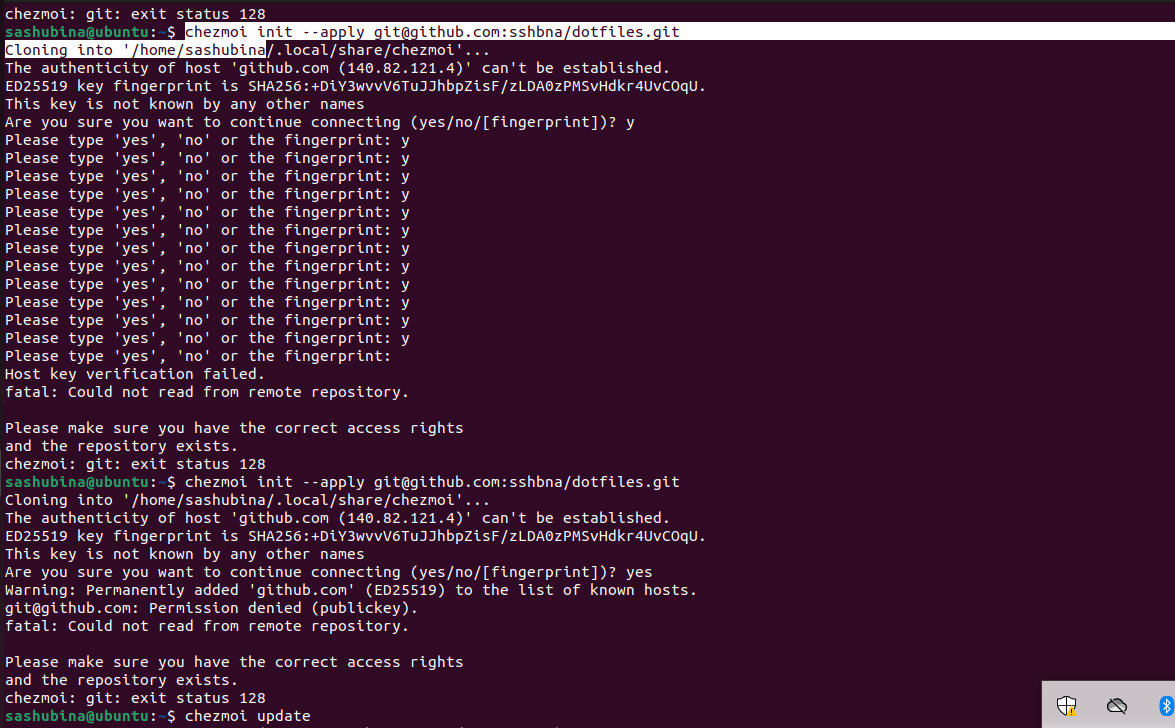 chezmoi: git: exit status 128
sashubina@ubuntu:~$ chezmoi init --apply git@github.com:sshbna/dotfiles.git
Cloning into '/home/sashubina/.local/share/chezmoi'...
The authenticity of host 'github.com (140.82.121.4)' can't be established.
ED25519 key fingerprint is SHA256:+DiY3wvvV6TuJJhbpZisF/zLDA0zPMSvHdkr4UvCOqU.
This key is not known by any other names
Are you sure you want to continue connecting (yes/no/[fingerprint])? y
Please type 'yes', 'no' or the fingerprint: y
Please type 'yes', 'no' or the fingerprint: y
Please type 'yes', 'no' or the fingerprint: y
Please type 'yes', 'no' or the fingerprint: y
Please type 'yes', 'no' or the fingerprint: y
Please type 'yes', 'no' or the fingerprint: y
Please type 'yes', 'no' or the fingerprint: y
Please type 'yes', 'no' or the fingerprint: y
Please type 'yes', 'no' or the fingerprint: y
Please type 'yes', 'no' or the fingerprint: y
Please type 'yes', 'no' or the fingerprint: y
Please type 'yes', 'no' or the fingerprint: y
Please type 'yes', 'no' or the fingerprint:
Host key verification failed.
fatal: Could not read from remote repository.

Please make sure you have the correct access rights
and the repository exists.
chezmoi: git: exit status 128
sashubina@ubuntu:~$ chezmoi init --apply git@github.com:sshbna/dotfiles.git
Cloning into '/home/sashubina/.local/share/chezmoi'...
The authenticity of host 'github.com (140.82.121.4)' can't be established.
ED25519 key fingerprint is SHA256:+DiY3wvvV6TuJJhbpZisF/zLDA0zPMSvHdkr4UvCOqU.
This key is not known by any other names
Are you sure you want to continue connecting (yes/no/[fingerprint])? yes
Warning: Permanently added 'github.com' (ED25519) to the list of known hosts.
git@github.com: Permission denied (publickey).
fatal: Could not read from remote repository.

Please make sure you have the correct access rights
and the repository exists.
chezmoi: git: exit status 128
sashubina@ubuntu:~$ chezmoi update